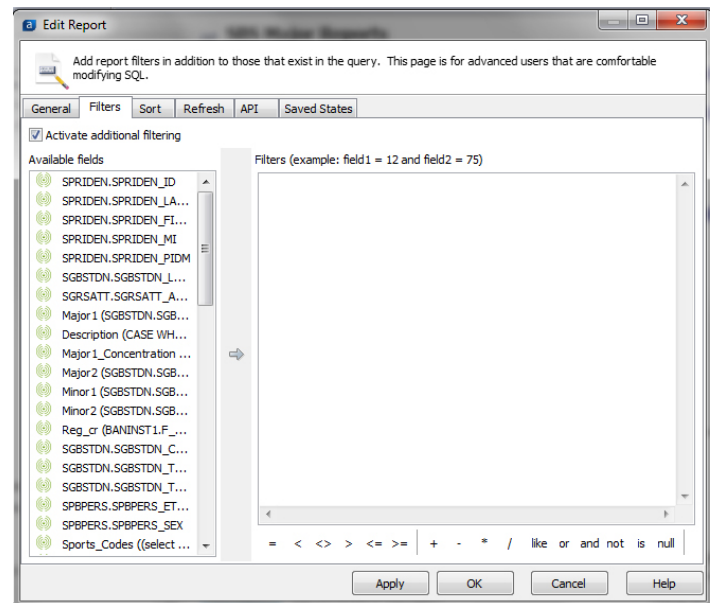 Edit Report
Add report filters in addition to those that exist in the query. This page is for advanced users that are comfortable
modifying SQL.
General Filters Sort Refresh API Saved States
Activate additional filtering
Available fields
Filters (example: field1 = 12 and field2 = 75)
SPRIDEN.SPRIDEN_ID
SPRIDEN.SPRIDEN_LA...
SPRIDEN.SPRIDEN_FI...
SPRIDEN.SPRIDEN_MI
SPRIDEN.SPRIDEN_PIDM
SGBSTDN.SGBSTDN_L...
SGRSATT.SGRSATT_A...
Major1 (SGBSTDN.SGB...
Description (CASE WH...
Major1_Concentration ...
Major2 (SGBSTDN.SGB...
Minor1 (SGBSTDN.SGB...
Minor2 (SGBSTDN.SGB...
Reg_cr (BANINST1.F_...
SGBSTDN.SGBSTDN_C...
SGBSTDN.SGBSTDN_T...
SGBSTDN.SGBSTDN_T...
SPBPERS.SPBPERS_ET...
SPBPERS.SPBPERS_SEX
Sports_Codes ((select ...
= < <> > <= >= + - * / like or and not is null
Apply OK Cancel Help